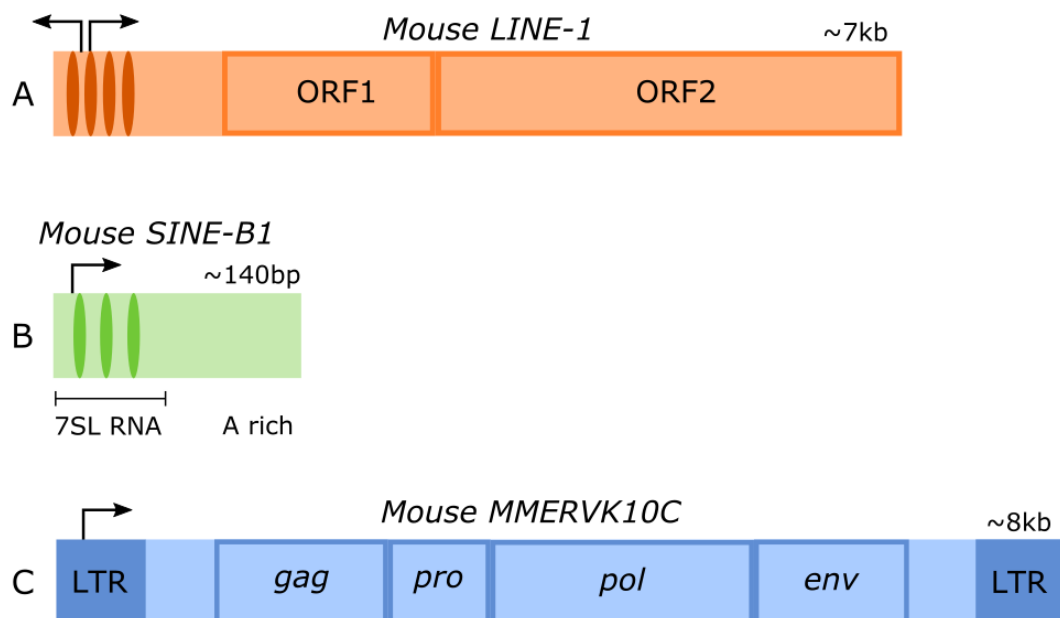 Mouse LINE-1
~7kb
A
ORF1
ORF2
Mouse SINE-B1
~140bp
B
7SL RNA
A rich
Mouse MMERVK10C
~8kb
C
LTR
gag
pro
pol
env
LTR